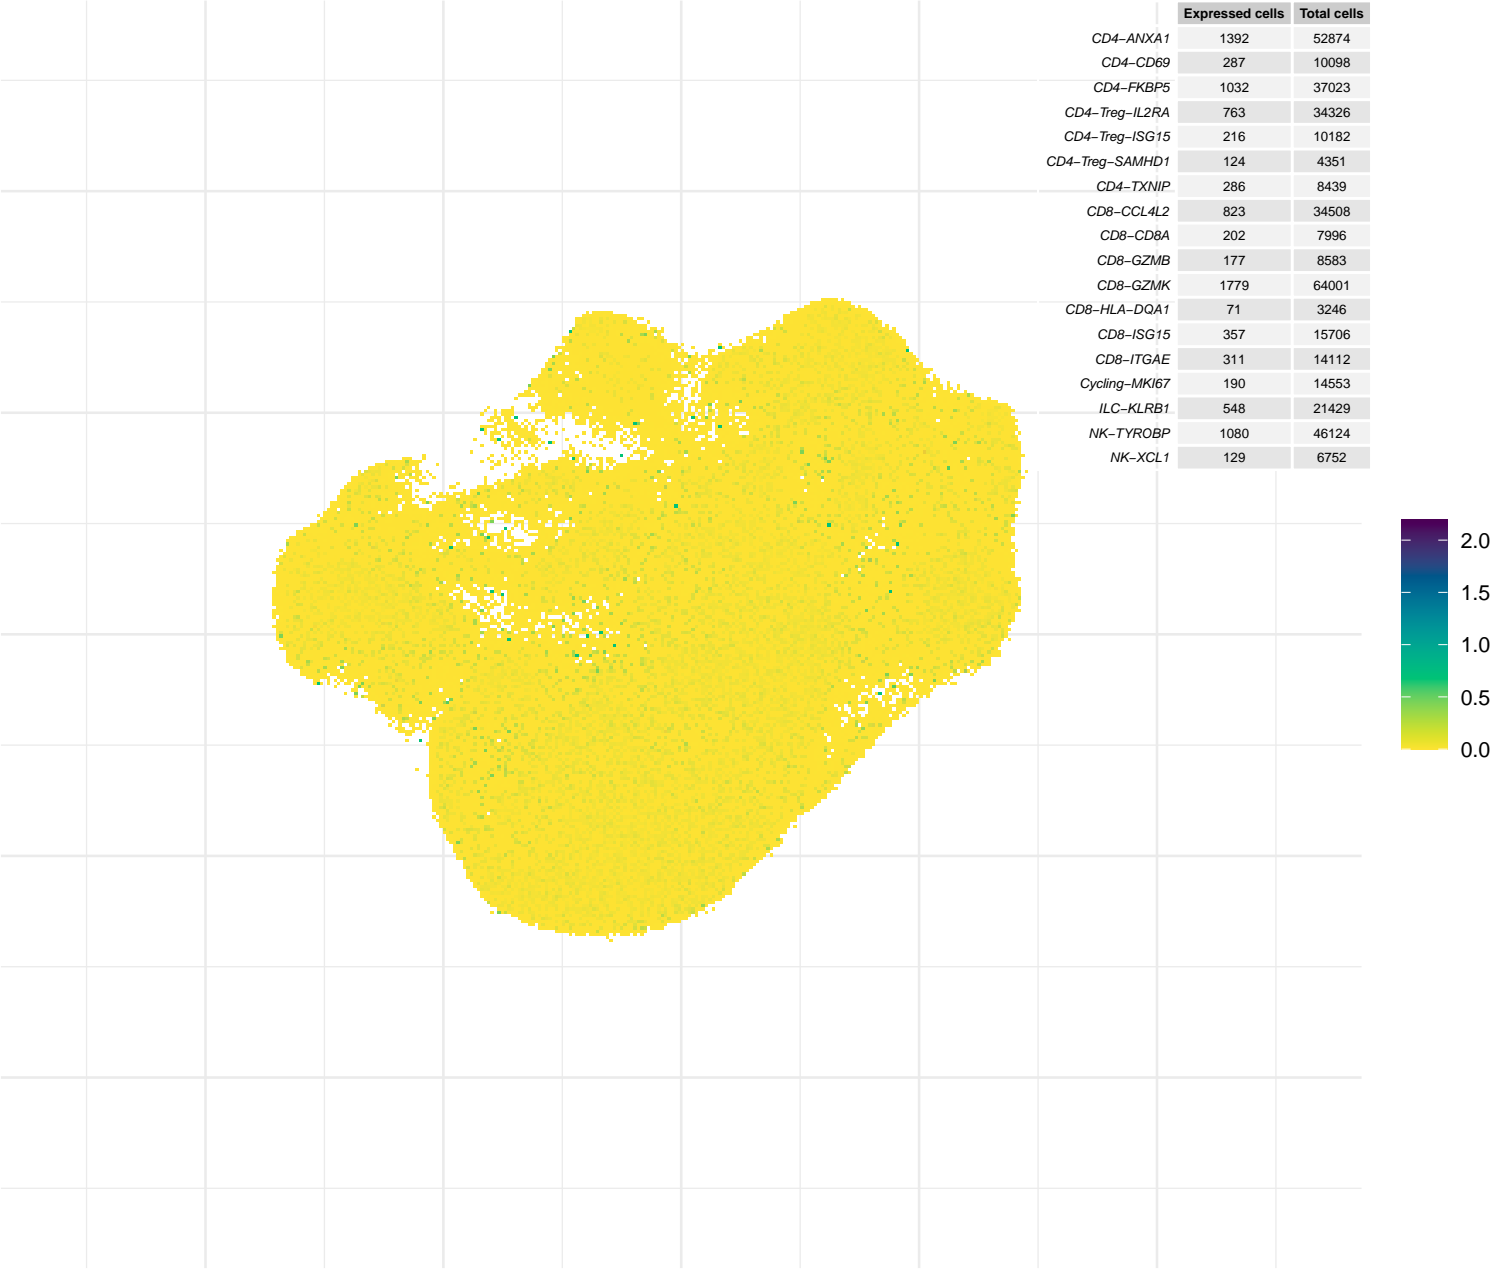 Expressed cells Total cells
CD4−ANXA1 1392 52874
CD4−CD69 287 10098
CD4−FKBP5 1032 37023
CD4−Treg−IL2RA 763 34326
CD4−Treg−ISG15 216 10182
CD4−Treg−SAMHD1 124 4351
CD4−TXNIP 286 8439
CD8−CCL4L2 823 34508
CD8−CD8A 202 7996
CD8−GZMB 177 8583
CD8−GZMK 1779 64001
CD8−HLA−DQA1 71 3246
CD8−ISG15 357 15706
CD8−ITGAE 311 14112
Cycling−MKI67 190 14553
ILC−KLRB1 548 21429
NK−TYROBP 1080 46124
NK−XCL1 129 6752
2.0
1.5
1.0
0.5
0.0